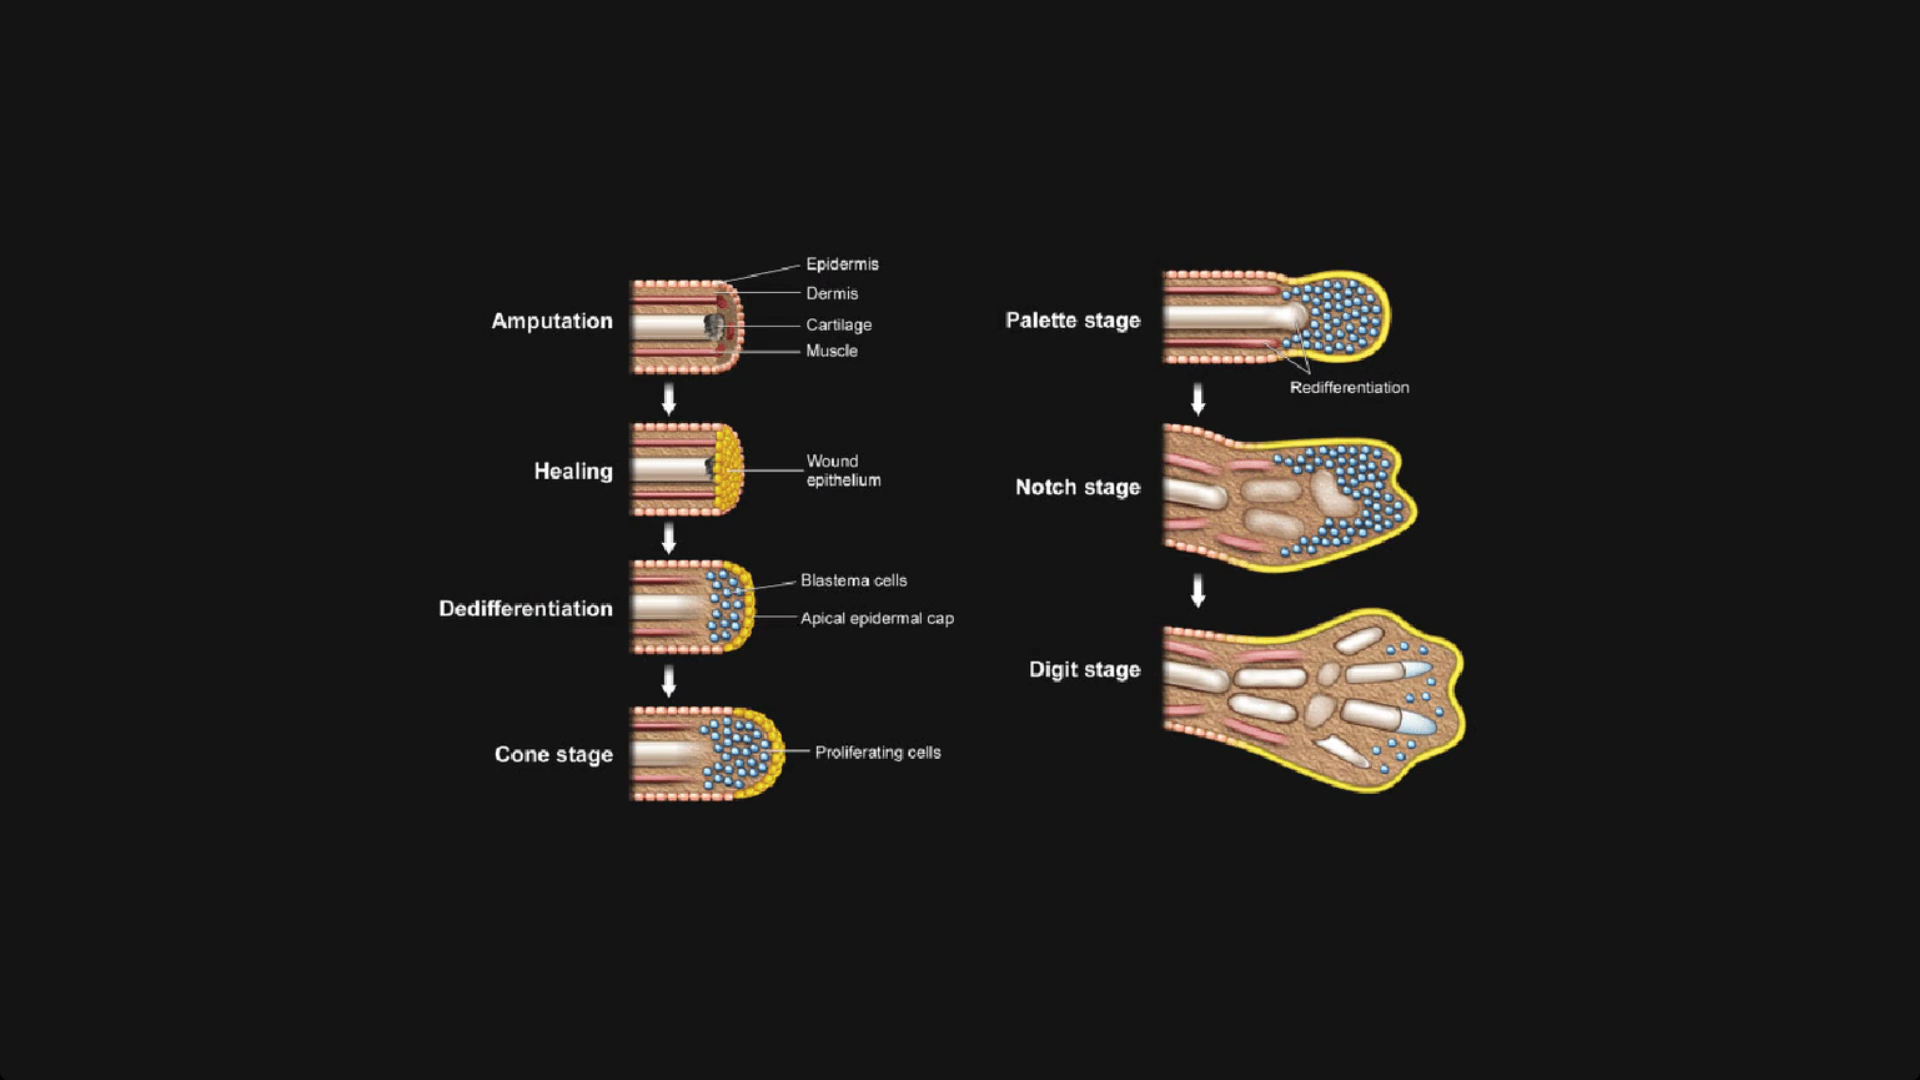 Amputation
Epidermis
Dermis
Cartilage
Muscle
Healing
Wound
epithelium
Dedifferentiation
Blastema cells
Apical epidermal cap
Cone stage
Proliferating cells
Palette stage
Redifferentiation
Notch stage
Digit stage